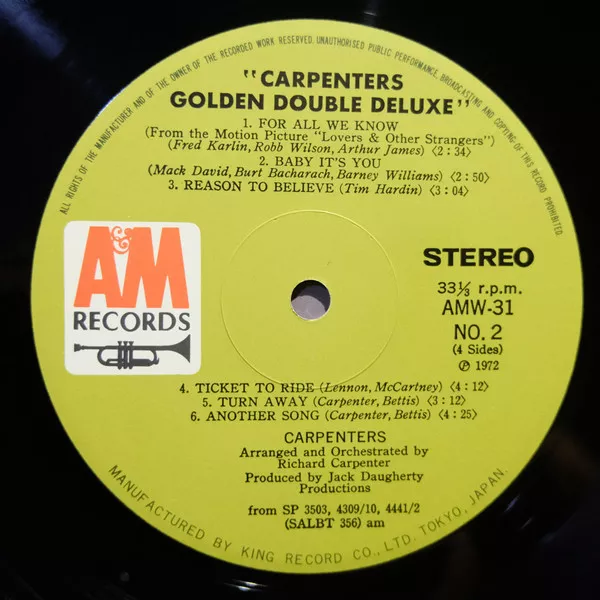 ALL RIGHTS OF THE MANUFACTURER AND OF THE OWNER OF THE RECORDED WORK RESERVED. UNAUTHORISED PUBLIC PERFORMANCE, BROADCASTING AND COPYING OF THIS RECORD PROHIBITED.
"CARPENTERS
GOLDEN DOUBLE DELUXE"
1. FOR ALL WE KNOW
(From the Motion Picture "Lovers & Other Strangers")
(Fred Karlin, Robb Wilson, Arthur James) <2:34>
2. BABY IT'S YOU
(Mack David, Burt Bacharach, Barney Williams) <2:50>
3. REASON TO BELIEVE (Tim Hardin) <3:04>
A&M
RECORDS
STEREO
33⅓ r.p.m.
AMW-31
NO. 2
(4 Sides)
Ⓟ 1972
4. TICKET TO RIDE (Lennon, McCartney) <4:12>
5. TURN AWAY (Carpenter, Bettis) <3:12>
6. ANOTHER SONG (Carpenter, Bettis) <4:25>
CARPENTERS
Arranged and Orchestrated by
Richard Carpenter
Produced by Jack Daugherty
Productions
from SP 3503, 4309/10, 4441/2
(SALBT 356) am
MANUFACTURED BY KING RECORD CO., LTD. TOKYO, JAPAN.